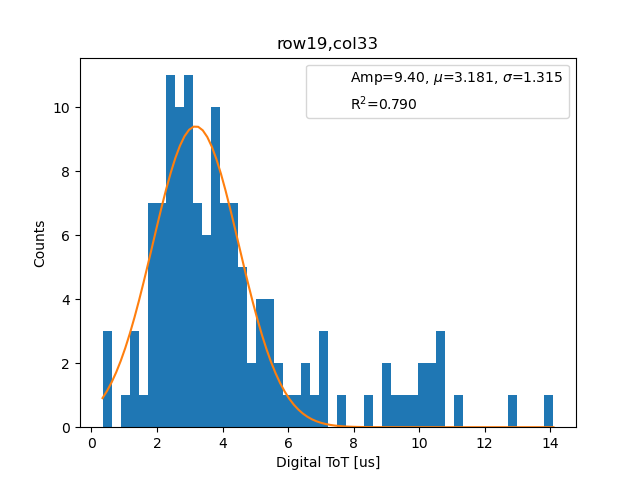 row19,col33
Amp=9.40, μ=3.181, σ=1.315
R²=0.790
Counts
10
8
6
4
2
0
0 2 4 6 8 10 12 14
Digital ToT [us]